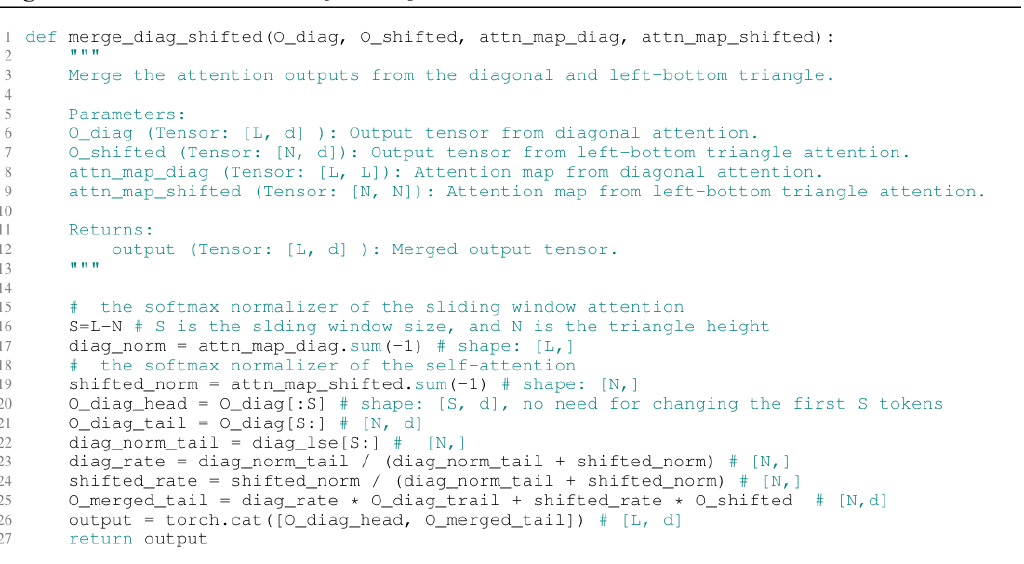 1 def merge_diag_shifted(O_diag, O_shifted, attn_map_diag, attn_map_shifted):
2 """
3 Merge the attention outputs from the diagonal and left-bottom triangle.
4
5 Parameters:
6 O_diag (Tensor: [L, d] ): Output tensor from diagonal attention.
7 O_shifted (Tensor: [N, d]): Output tensor from left-bottom triangle attention.
8 attn_map_diag (Tensor: [L, L]): Attention map from diagonal attention.
9 attn_map_shifted (Tensor: [N, N]): Attention map from left-bottom triangle attention.
10
11 Returns:
12 output (Tensor: [L, d] ): Merged output tensor.
13 """
14
15 # the softmax normalizer of the sliding window attention
16 S=L-N # S is the slding window size, and N is the triangle height
17 diag_norm = attn_map_diag.sum(-1) # shape: [L,]
18 # the softmax normalizer of the self-attention
19 shifted_norm = attn_map_shifted.sum(-1) # shape: [N,]
20 O_diag_head = O_diag[:S] # shape: [S, d], no need for changing the first S tokens
21 O_diag_tail = O_diag[S:] # [N, d]
22 diag_norm_tail = diag_lse[S:] # [N,]
23 diag_rate = diag_norm_tail / (diag_norm_tail + shifted_norm) # [N,]
24 shifted_rate = shifted_norm / (diag_norm_tail + shifted_norm) # [N,]
25 O_merged_tail = diag_rate * O_diag_trail + shifted_rate * O_shifted # [N,d]
26 output = torch.cat([O_diag_head, O_merged_tail]) # [L, d]
27 return output